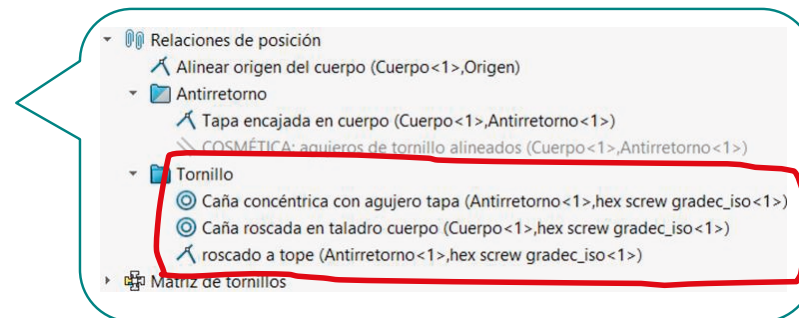 Relaciones de posición
Alinear origen del cuerpo (Cuerpo<1>,Origen)
Antirretorno
Tapa encajada en cuerpo (Cuerpo<1>,Antirretorno<1>)
COSMÉTICA: agujeros de tornillo alineados (Cuerpo<1>,Antirretorno<1>)
Tornillo
Caña concéntrica con agujero tapa (Antirretorno<1>,hex screw gradec_iso<1>)
Caña roscada en taladro cuerpo (Cuerpo<1>,hex screw gradec_iso<1>)
roscado a tope (Antirretorno<1>,hex screw gradec_iso<1>)
Matriz de tornillos